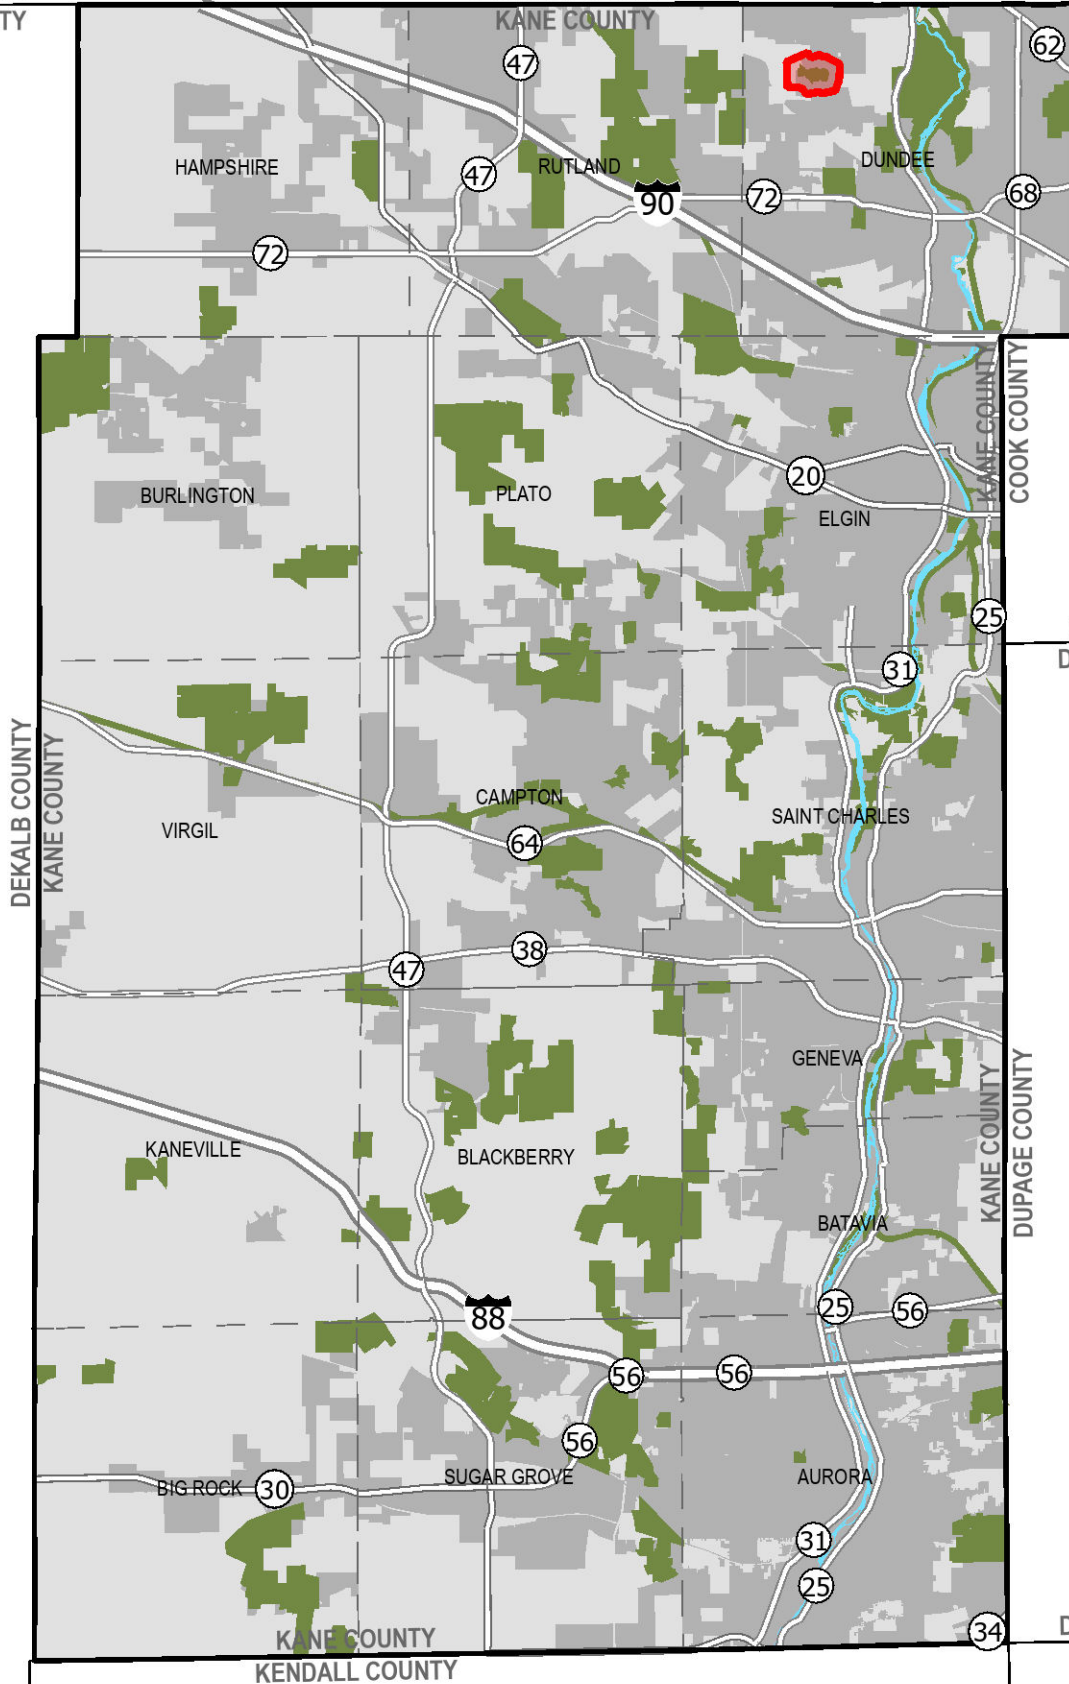 TY
KANE COUNTY
62
47
HAMPSHIRE
47
RUTLAND
DUNDEE
90
72
68
72
KANE COUNTY
COOK COUNTY
20
BURLINGTON
PLATO
ELGIN
25
31
D
DEKALB COUNTY
KANE COUNTY
CAMPTON
SAINT CHARLES
VIRGIL
64
38
47
GENEVA
KANE COUNTY
DUPAGE COUNTY
KANEVILLE
BLACKBERRY
BATAVIA
25
56
88
56
56
56
SUGAR GROVE
AURORA
BIG ROCK
30
31
25
34
D
KANE COUNTY
KENDALL COUNTY